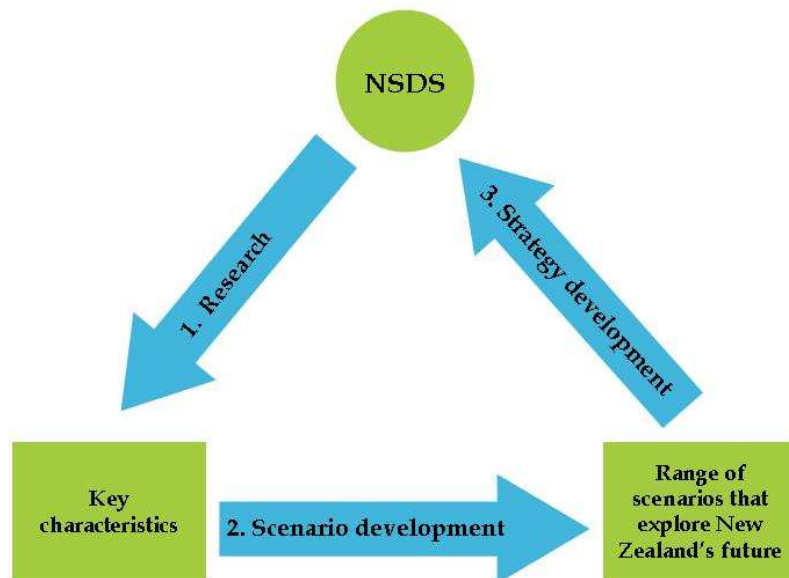 NSDS
1. Research
3. Strategy development
Key
characteristics
2. Scenario development
Range of
scenarios that
explore New
Zealand's future